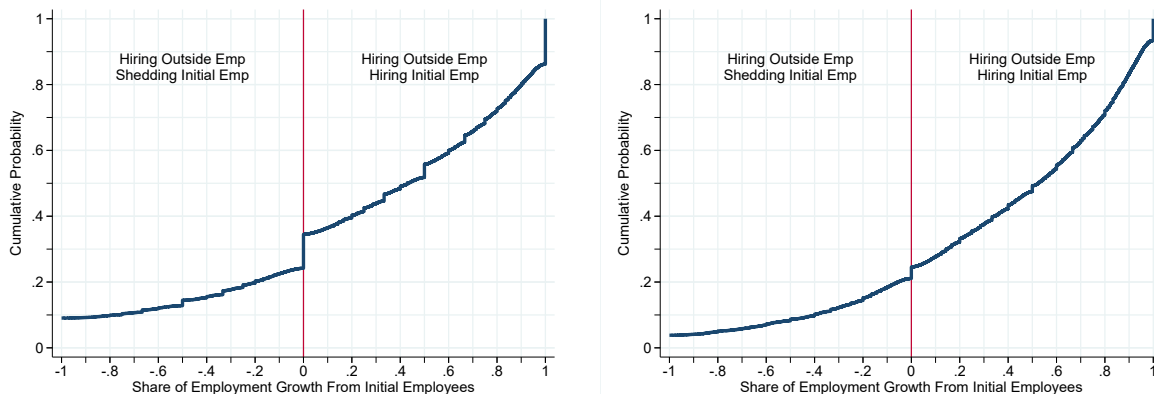 Cumulative Probability
1
.8
.6
.4
.2
0
Hiring Outside Emp
Shedding Initial Emp
Hiring Outside Emp
Hiring Initial Emp
-1 -.8 -.6 -.4 -.2 0 .2 .4 .6 .8 1
Share of Employment Growth From Initial Employees
Cumulative Probability
1
.8
.6
.4
.2
0
Hiring Outside Emp
Shedding Initial Emp
Hiring Outside Emp
Hiring Initial Emp
-1 -.8 -.6 -.4 -.2 0 .2 .4 .6 .8 1
Share of Employment Growth From Initial Employees